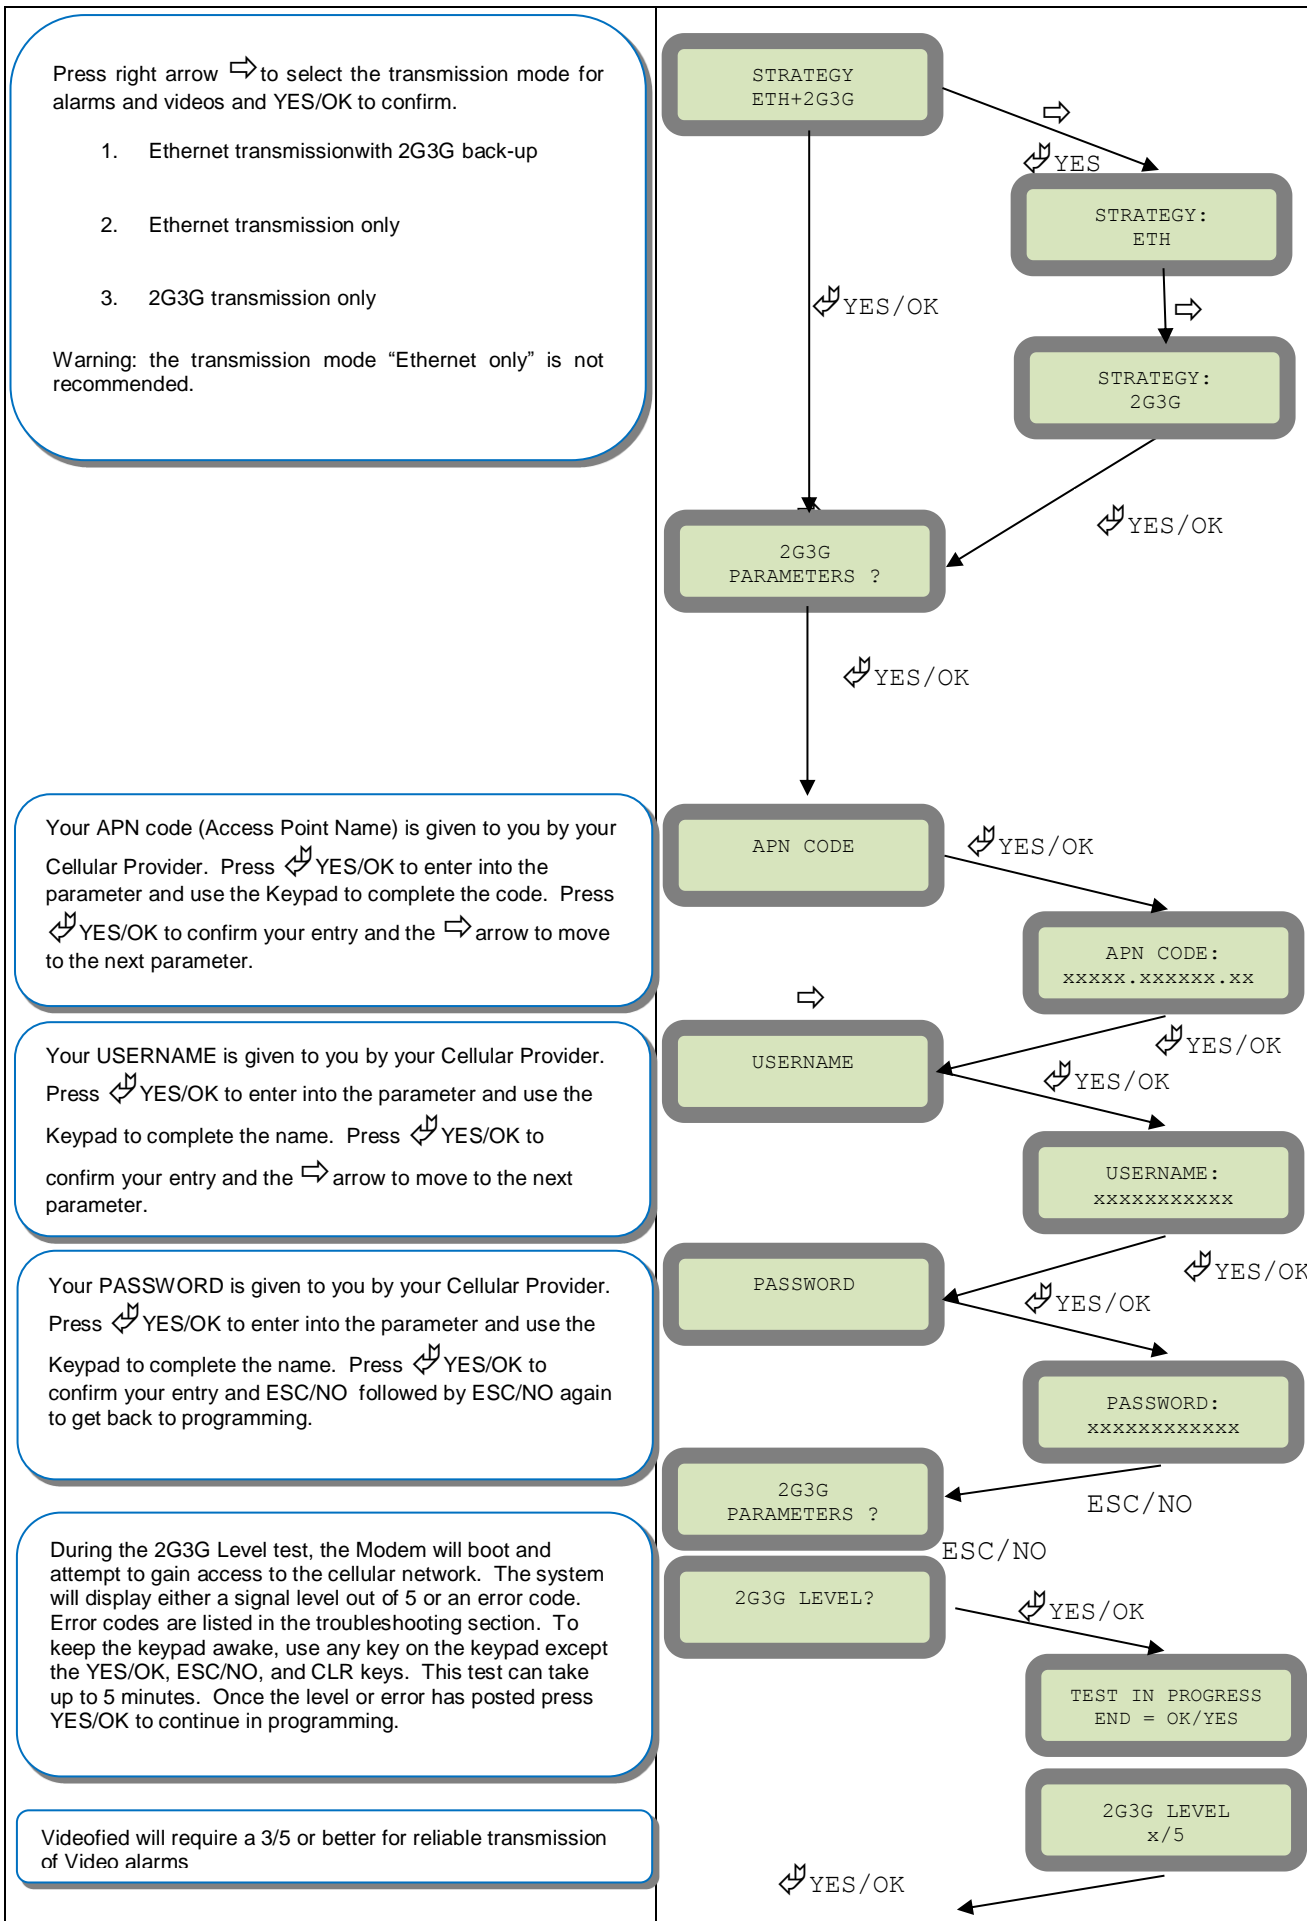 Press right arrow ⇨ to select the transmission mode for
alarms and videos and YES/OK to confirm.
1. Ethernet transmissionwith 2G3G back-up
2. Ethernet transmission only
3. 2G3G transmission only
Warning: the transmission mode “Ethernet only” is not
recommended.
STRATEGY
ETH+2G3G
⇨
YES
STRATEGY:
ETH
YES/OK
⇨
STRATEGY:
2G3G
YES/OK
2G3G
PARAMETERS ?
YES/OK
Your APN code (Access Point Name) is given to you by your
Cellular Provider. Press YES/OK to enter into the
parameter and use the Keypad to complete the code. Press
YES/OK to confirm your entry and the ⇨ arrow to move
to the next parameter.
APN CODE
YES/OK
APN CODE:
xxxxx.xxxxxx.xx
⇨
YES/OK
Your USERNAME is given to you by your Cellular Provider.
Press YES/OK to enter into the parameter and use the
Keypad to complete the name. Press YES/OK to
confirm your entry and the ⇨ arrow to move to the next
parameter.
USERNAME
YES/OK
USERNAME:
xxxxxxxxxxx
YES/OK
Your PASSWORD is given to you by your Cellular Provider.
Press YES/OK to enter into the parameter and use the
Keypad to complete the name. Press YES/OK to
confirm your entry and ESC/NO followed by ESC/NO again
to get back to programming.
PASSWORD
YES/OK
PASSWORD:
xxxxxxxxxxxx
ESC/NO
2G3G
PARAMETERS ?
ESC/NO
During the 2G3G Level test, the Modem will boot and
attempt to gain access to the cellular network. The system
will display either a signal level out of 5 or an error code.
Error codes are listed in the troubleshooting section. To
keep the keypad awake, use any key on the keypad except
the YES/OK, ESC/NO, and CLR keys. This test can take
up to 5 minutes. Once the level or error has posted press
YES/OK to continue in programming.
2G3G LEVEL?
YES/OK
TEST IN PROGRESS
END = OK/YES
2G3G LEVEL
x/5
Videofied will require a 3/5 or better for reliable transmission
of Video alarms
YES/OK